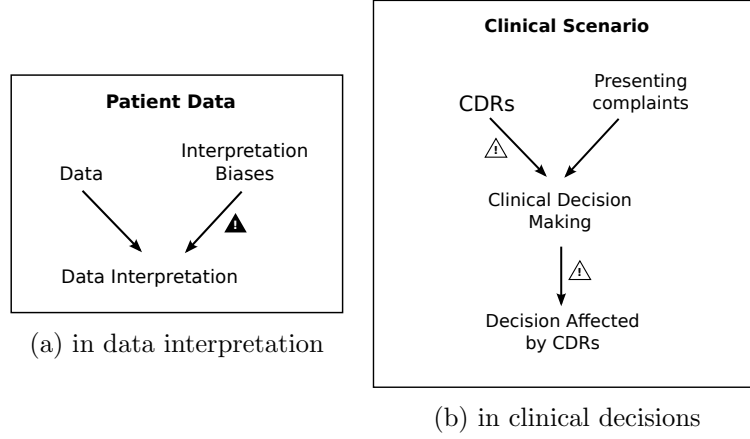 Patient Data
Data
Interpretation
Biases
!
Data Interpretation
(a) in data interpretation
Clinical Scenario
CDRs
Presenting
complaints
!
Clinical Decision
Making
!
Decision Affected
by CDRs
(b) in clinical decisions